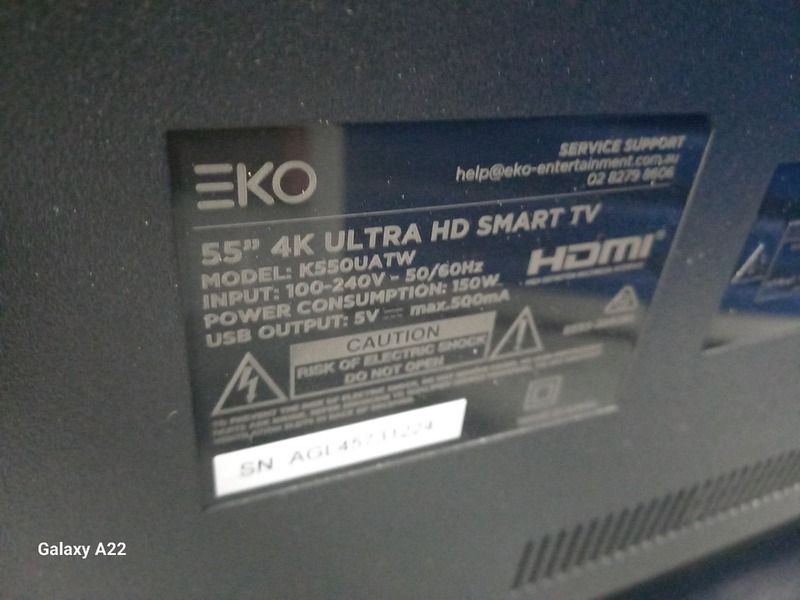 EKO
SERVICE SUPPORT
help@eko-entertainment.com.au
02 8279 8606
55" 4K ULTRA HD SMART TV
MODEL: K550UATW
INPUT: 100-240V ~ 50/60Hz
POWER CONSUMPTION: 150W
USB OUTPUT: 5V ⎓ max.500mA
HDMI
CAUTION
RISK OF ELECTRIC SHOCK
DO NOT OPEN
SN AGL45731224
Galaxy A22